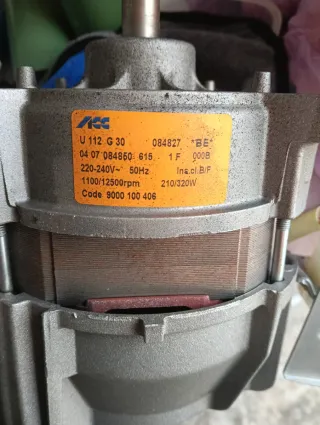 ACC
U 112 G 30 084827 *BE*
04 07 084850 615 1 F 000B
220-240V~ 50Hz Ins.cl.B/F
1100/12500rpm 210/320W
Code 9000 100 406